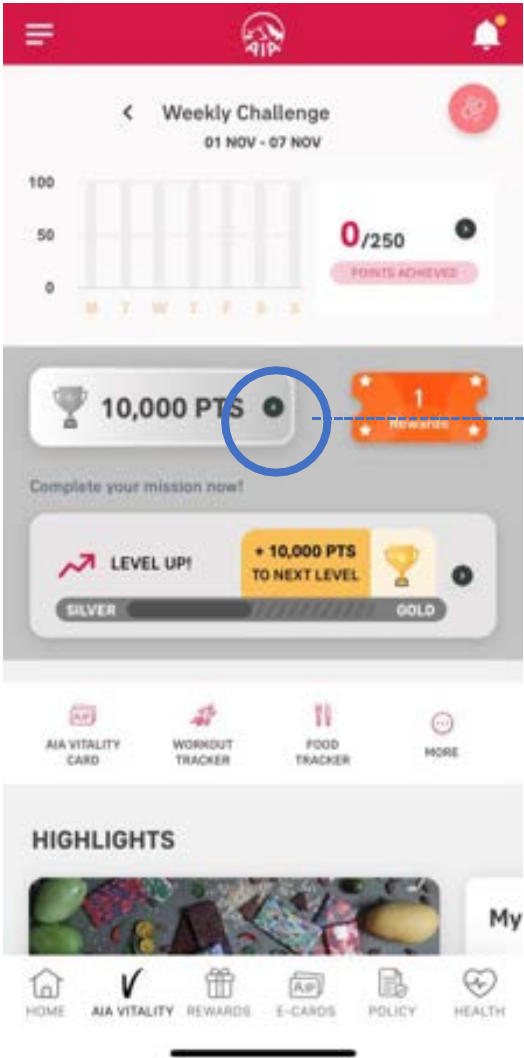 AIA
Weekly Challenge
01 NOV - 07 NOV
100
50
0
0/250
POINTS ACHIEVED
M T W T F S S
10,000 PTS
1
Rewards
Complete your mission now!
LEVEL UP!
+ 10,000 PTS
TO NEXT LEVEL
SILVER
GOLD
AIA VITALITY
CARD
WORKOUT
TRACKER
FOOD
TRACKER
MORE
HIGHLIGHTS
My
HOME
AIA VITALITY
REWARDS
E-CARDS
POLICY
HEALTH